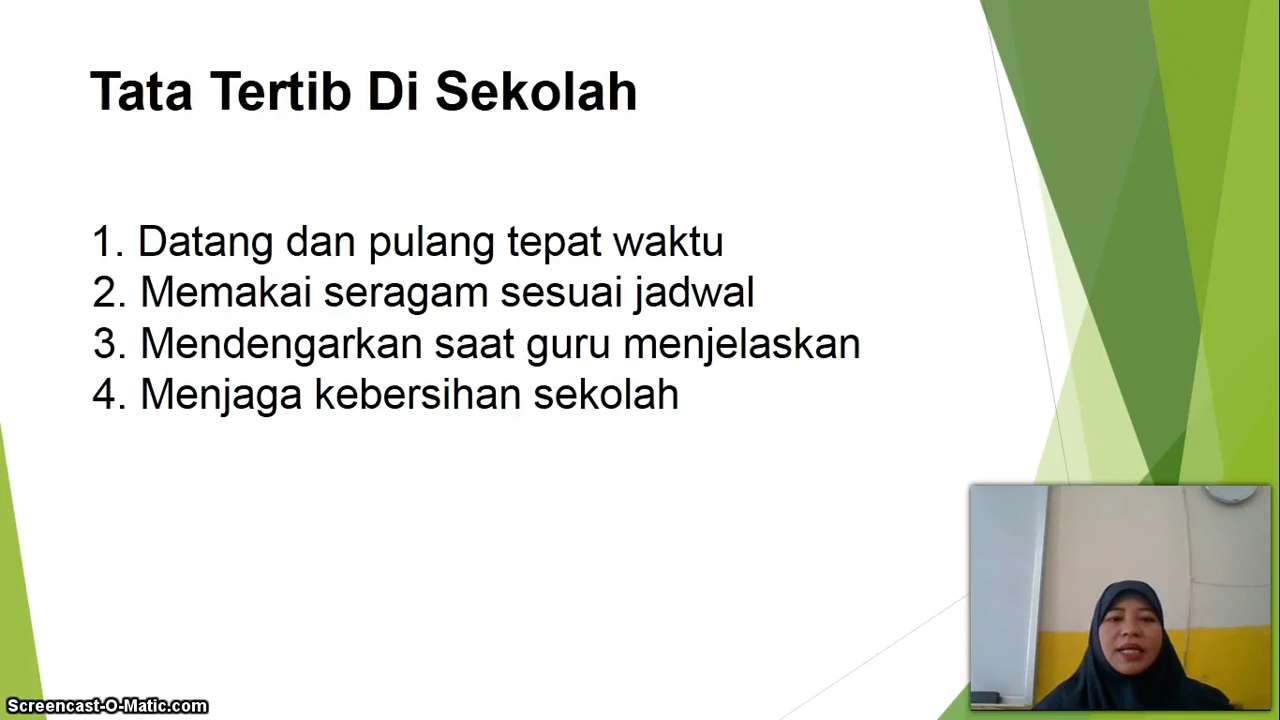 Tata Tertib Di Sekolah
1. Datang dan pulang tepat waktu
2. Memakai seragam sesuai jadwal
3. Mendengarkan saat guru menjelaskan
4. Menjaga kebersihan sekolah
Screencast-O-Matic.com